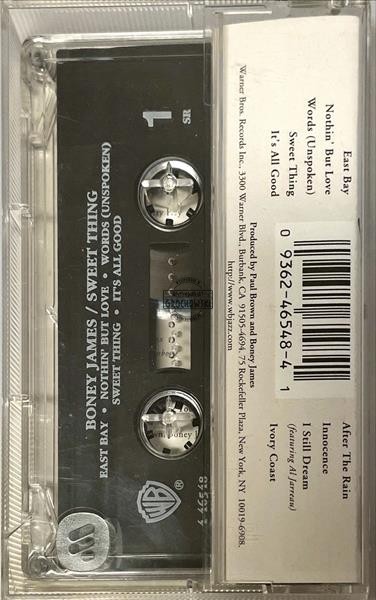 East Bay
Nothin' But Love
Words (Unspoken)
Sweet Thing
It's All Good
0 9362-46548-4 1
After The Rain
Innocence
I Still Dream
(featuring Al Jarreau)
Ivory Coast
Produced by Paul Brown and Boney James
Warner Bros. Records Inc., 3300 Warner Blvd., Burbank, CA 91505-4694. 75 Rockefeller Plaza, New York, NY 10019-6908.
http://www.wbjazz.com
1
SR
BONEY JAMES / SWEET THING
EAST BAY • NOTHIN' BUT LOVE • WORDS (UNSPOKEN)
SWEET THING • IT'S ALL GOOD
WB
4-46548